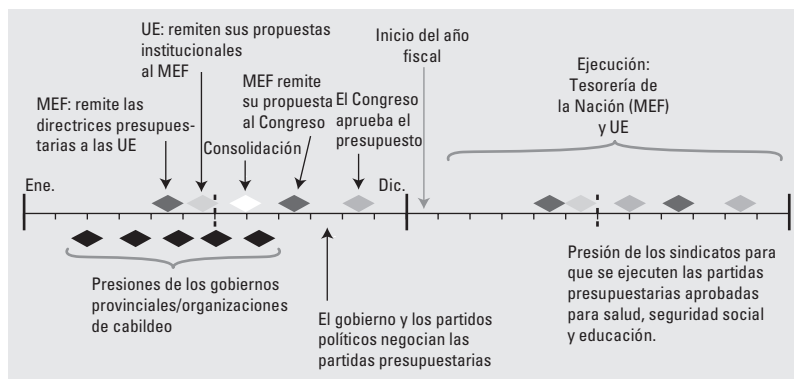 UE: remiten sus propuestas
institucionales
al MEF
MEF: remite las
directrices presupues-
tarias a las UE
Consolidación
MEF remite
su propuesta
al Congreso
El Congreso
aprueba el
presupuesto
Inicio del año
fiscal
Ejecución:
Tesorería de
la Nación (MEF)
y UE
Ene.
Dic.
Presiones de los gobiernos
provinciales/organizaciones
de cabildeo
El gobierno y los partidos
políticos negocian las
partidas presupuestarias
Presión de los sindicatos para
que se ejecuten las partidas
presupuestarias aprobadas
para salud, seguridad social
y educación.